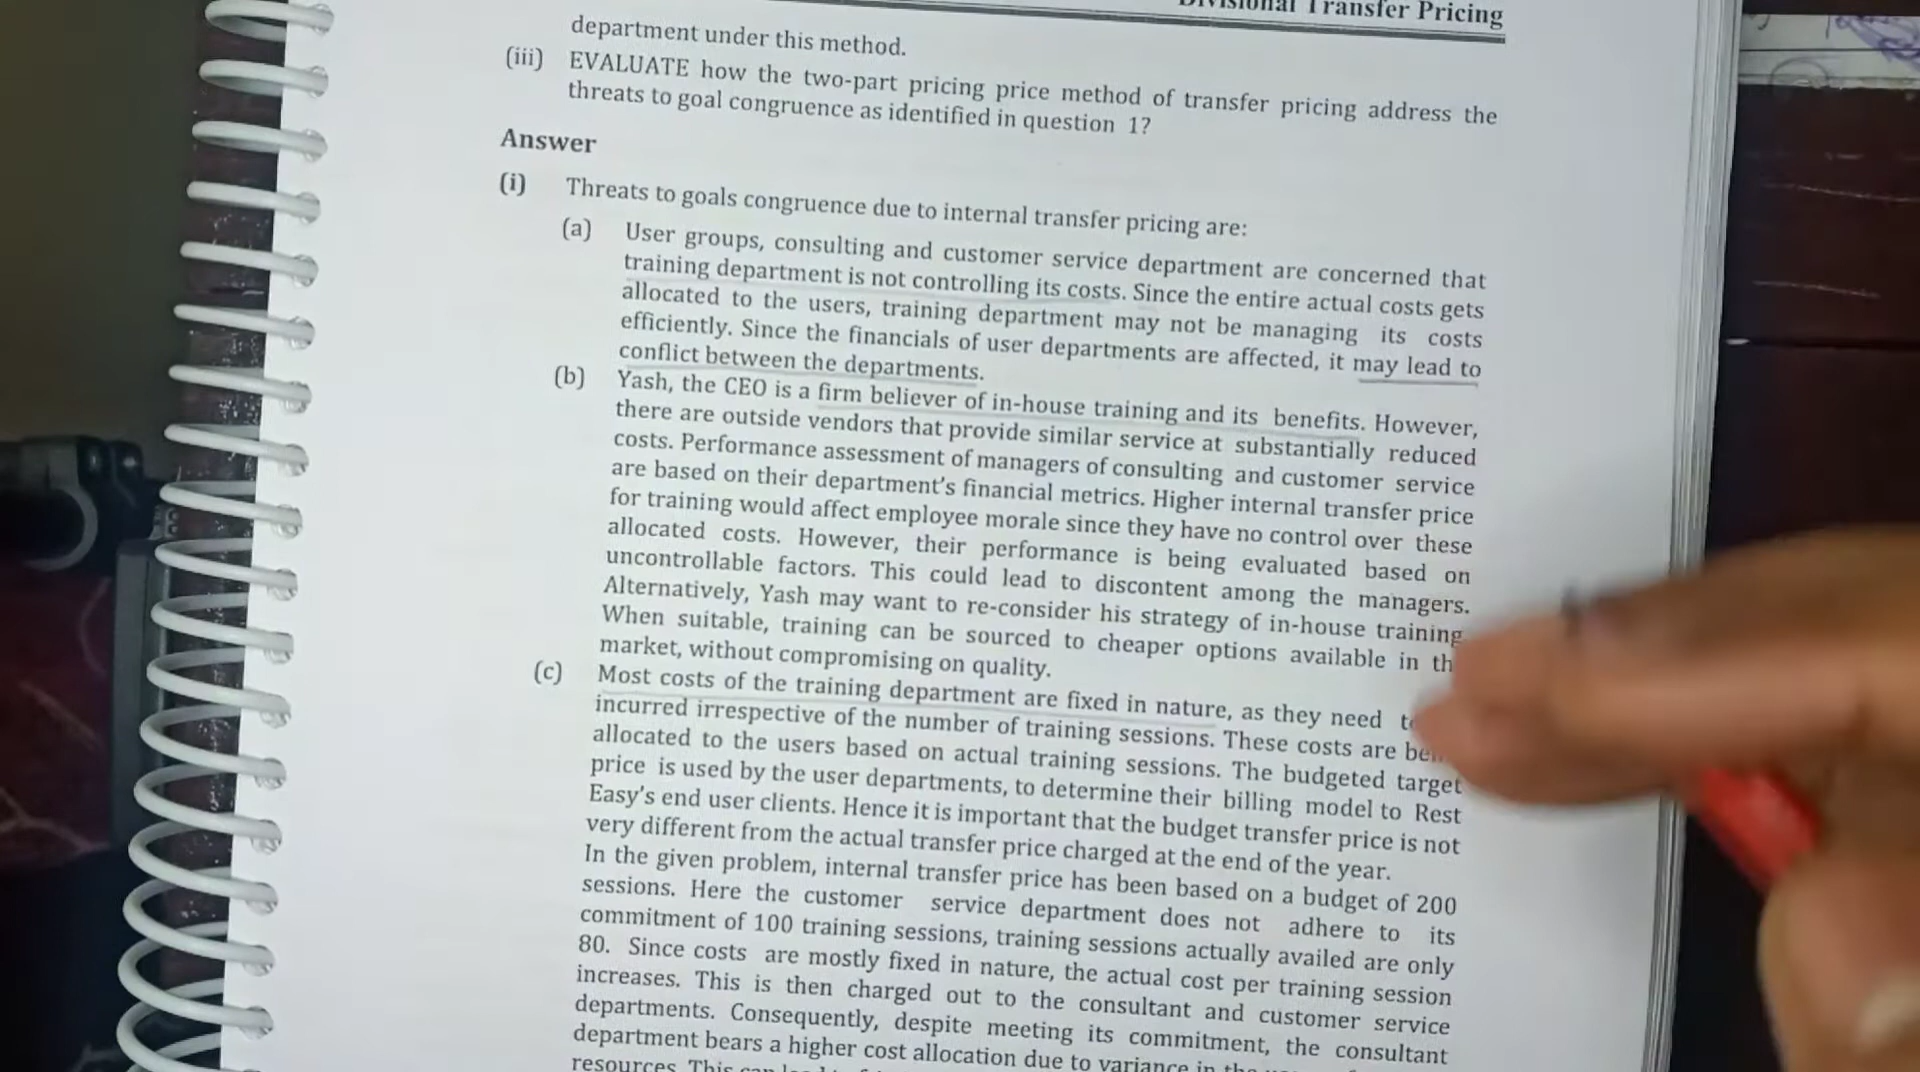 Divisional Transfer Pricing
department under this method.
(iii) EVALUATE how the two-part pricing price method of transfer pricing address the
threats to goal congruence as identified in question 1?
Answer
(i) Threats to goals congruence due to internal transfer pricing are:
(a) User groups, consulting and customer service department are concerned that
training department is not controlling its costs. Since the entire actual costs gets
allocated to the users, training department may not be managing its costs
efficiently. Since the financials of user departments are affected, it may lead to
conflict between the departments.
(b) Yash, the CEO is a firm believer of in-house training and its benefits. However,
there are outside vendors that provide similar service at substantially reduced
costs. Performance assessment of managers of consulting and customer service
are based on their department's financial metrics. Higher internal transfer price
for training would affect employee morale since they have no control over these
allocated costs. However, their performance is being evaluated based on
uncontrollable factors. This could lead to discontent among the managers.
Alternatively, Yash may want to re-consider his strategy of in-house training
When suitable, training can be sourced to cheaper options available in
market, without compromising on quality.
(c) Most costs of the training department are fixed in nature, as they need
incurred irrespective of the number of training sessions. These costs are
allocated to the users based on actual training sessions. The budgeted target
price is used by the user departments, to determine their billing model to Rest
Easy's end user clients. Hence it is important that the budget transfer price is not
very different from the actual transfer price charged at the end of the year.
In the given problem, internal transfer price has been based on a budget of 200
sessions. Here the customer service department does not adhere to its
commitment of 100 training sessions, training sessions actually availed are only
80. Since costs are mostly fixed in nature, the actual cost per training session
increases. This is then charged out to the consultant and customer service
departments. Consequently, despite meeting its commitment, the consultant
department bears a higher cost allocation due to variance in
resources. This can